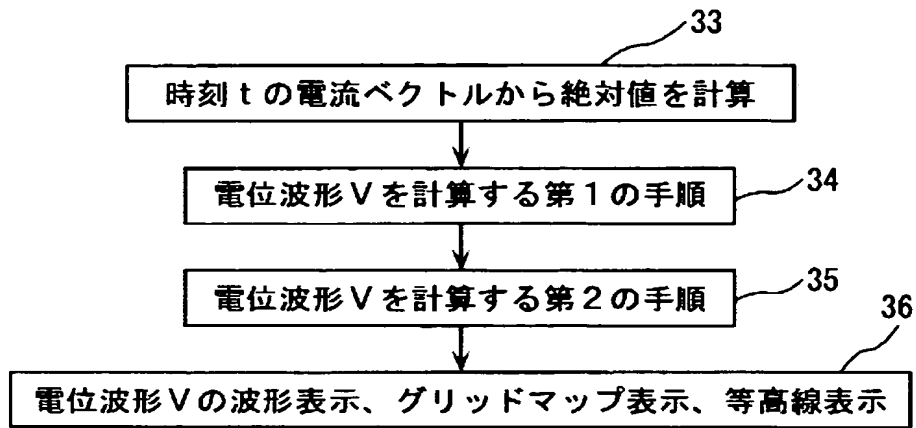 33
時刻ｔの電流ベクトルから絶対値を計算
34
電位波形Ｖを計算する第１の手順
35
電位波形Ｖを計算する第２の手順
36
電位波形Ｖの波形表示、グリッドマップ表示、等高線表示